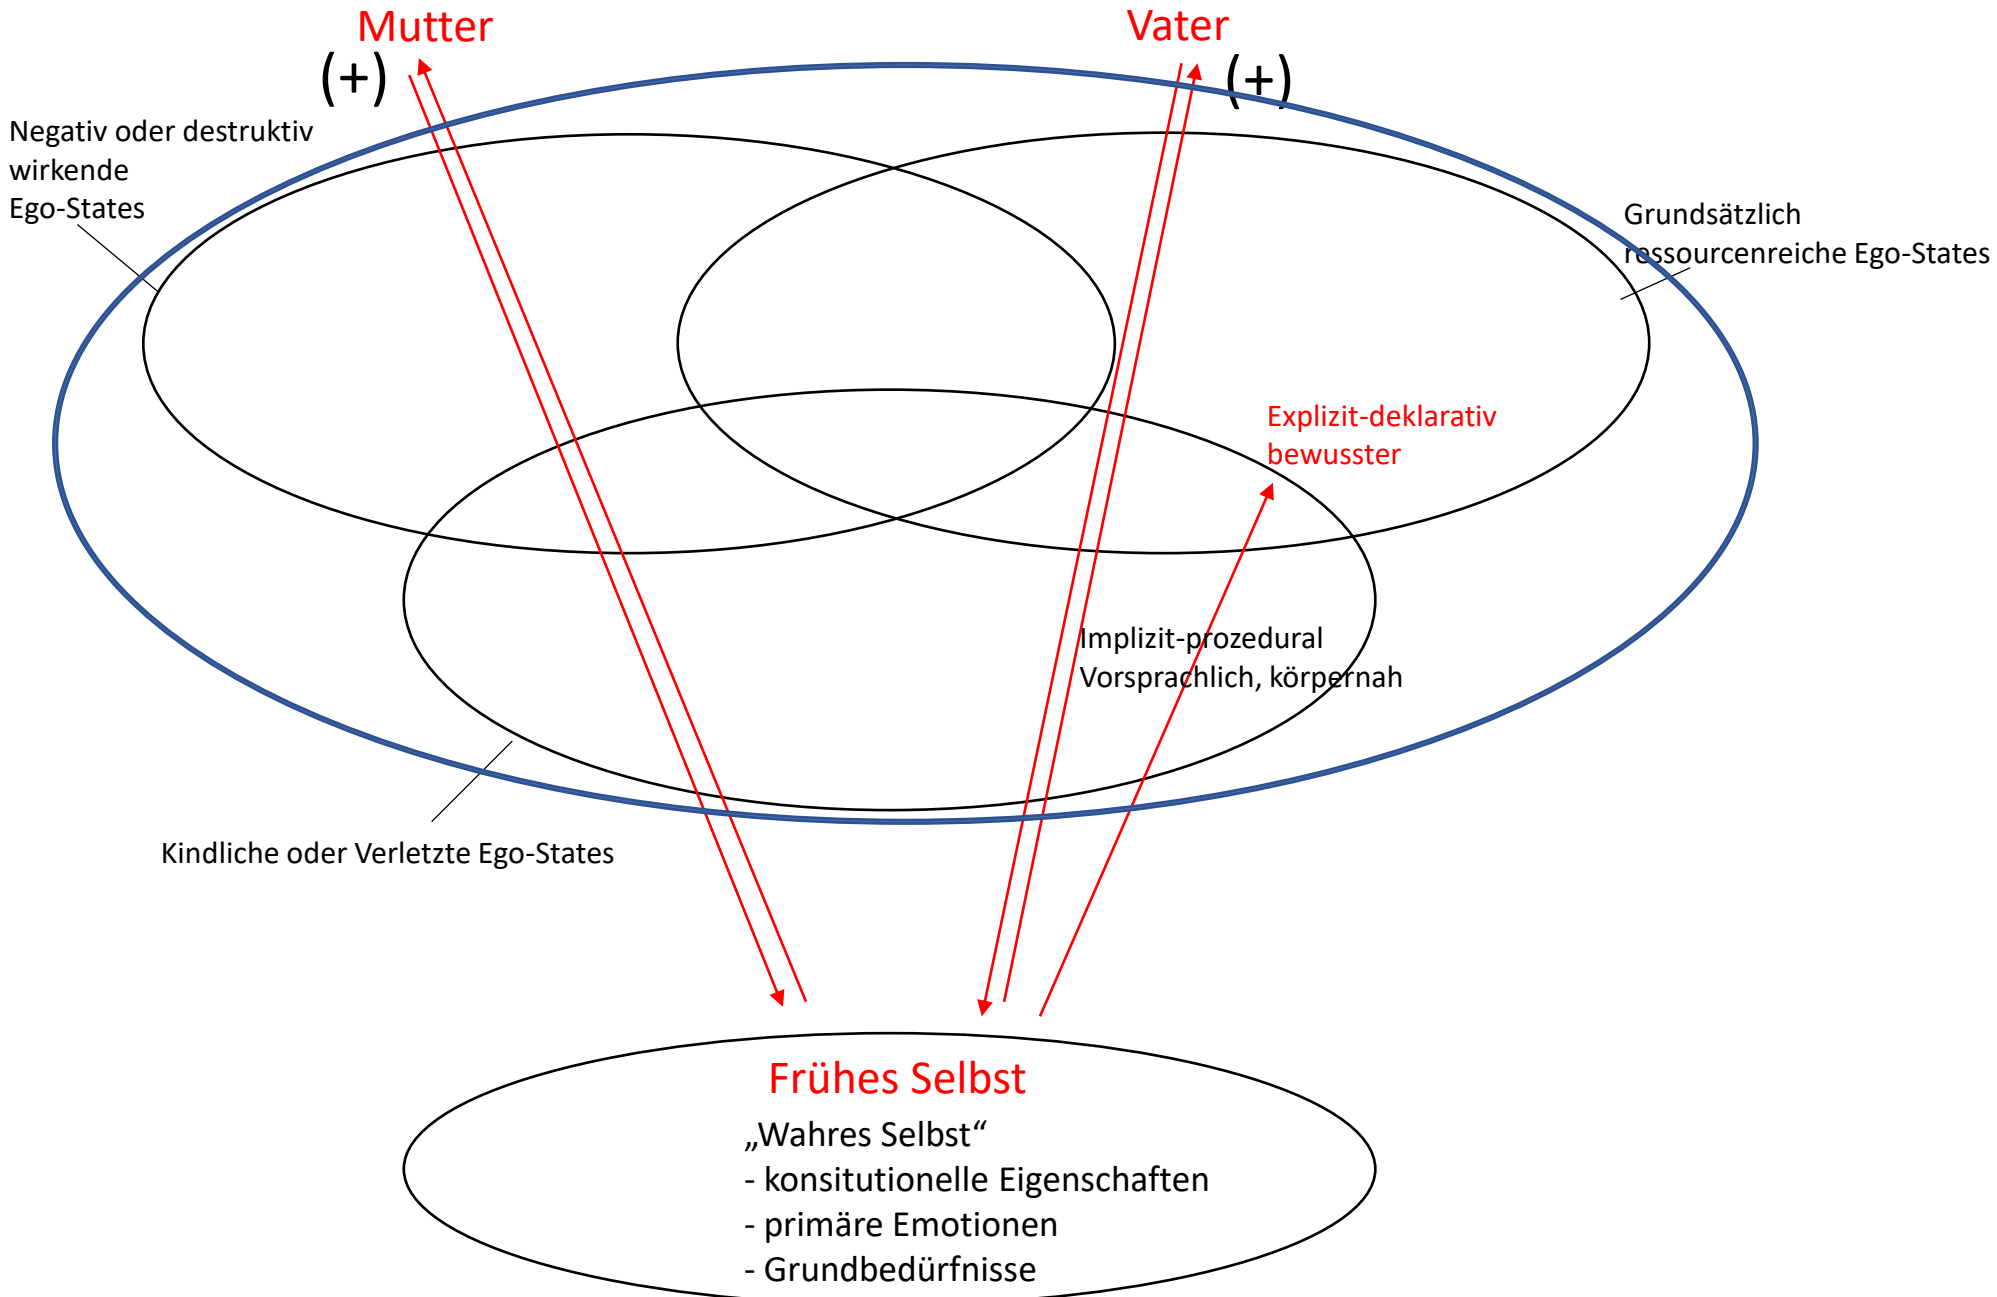 Mutter
Vater
(+)
(+)
Negativ oder destruktiv
wirkende
Ego-States
Grundsätzlich
ressourcenreiche Ego-States
Explizit-deklarativ
bewusster
Implizit-prozedural
Vorsprachlich, körpernah
Kindliche oder Verletzte Ego-States
Frühes Selbst
„Wahres Selbst“
- konsitutionelle Eigenschaften
- primäre Emotionen
- Grundbedürfnisse